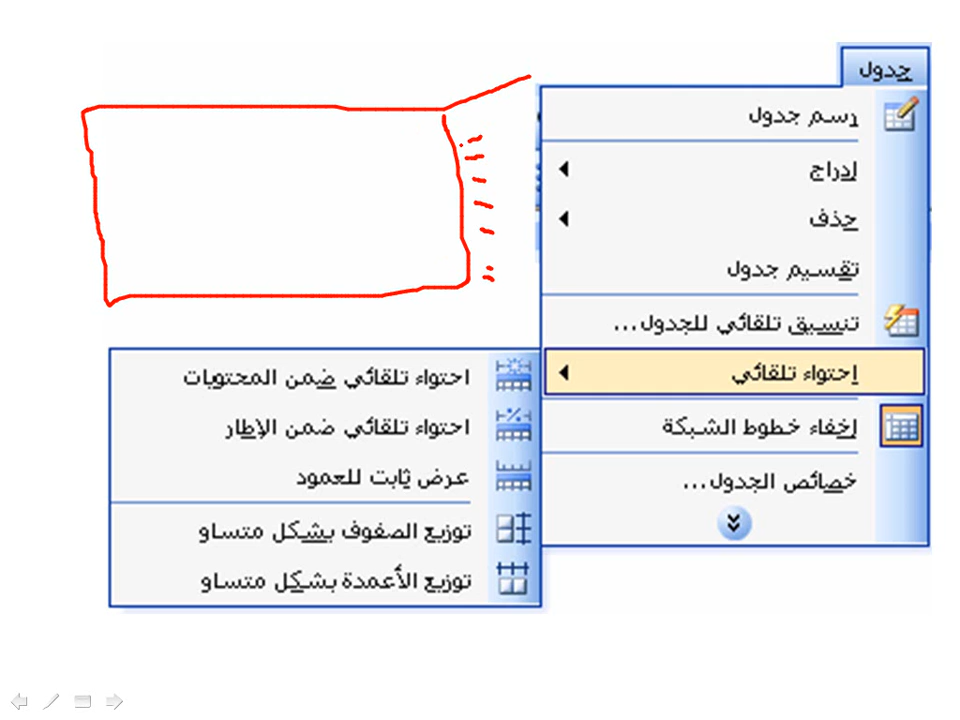 جدول
رسم جدول
إدراج
حذف
تقسيم جدول
تنسيق تلقائي للجدول...
إحتواء تلقائي
إخفاء خطوط الشبكة
خصائص الجدول...
احتواء تلقائي ضمن المحتويات
احتواء تلقائي ضمن الإطار
عرض ثابت للعمود
توزيع الصفوف بشكل متساو
توزيع الأعمدة بشكل متساو